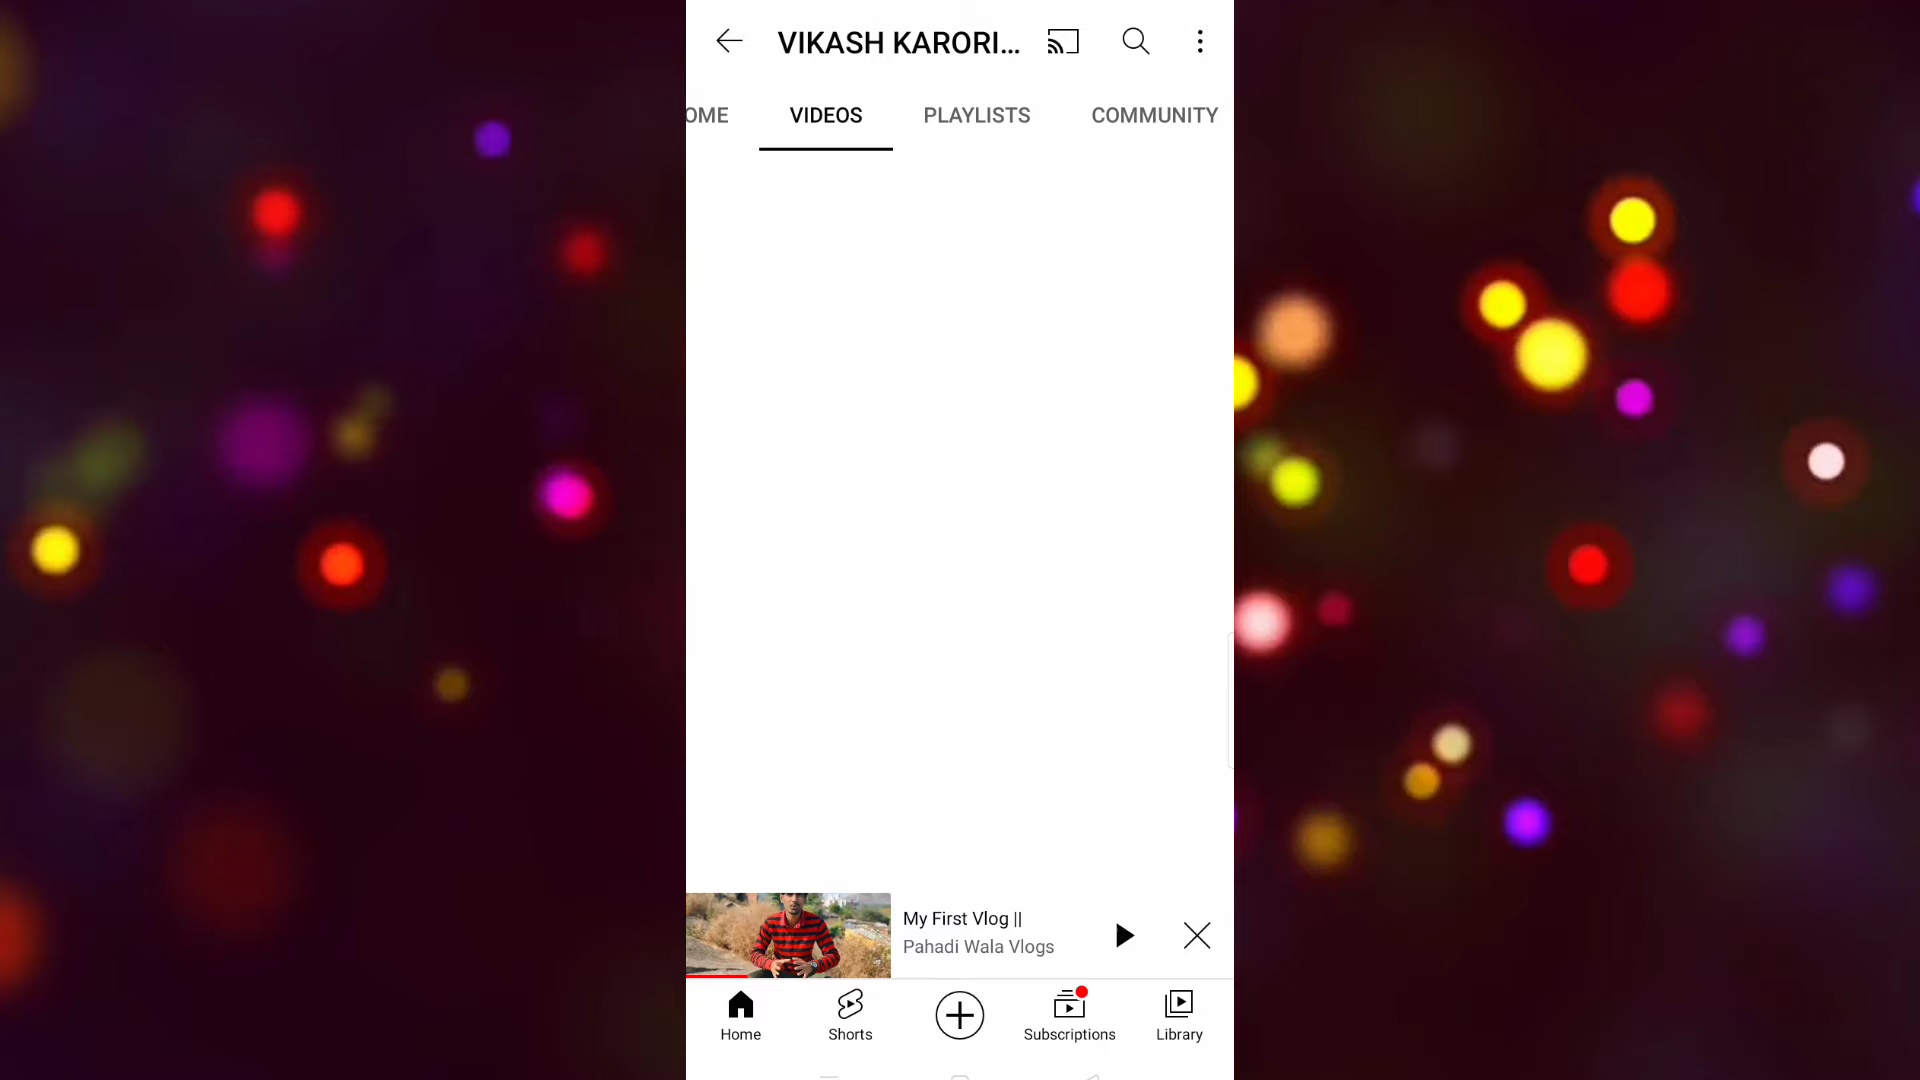 VIKASH KARORI...
OME VIDEOS PLAYLISTS COMMUNITY
My First Vlog ||
Pahadi Wala Vlogs
Home Shorts Subscriptions Library